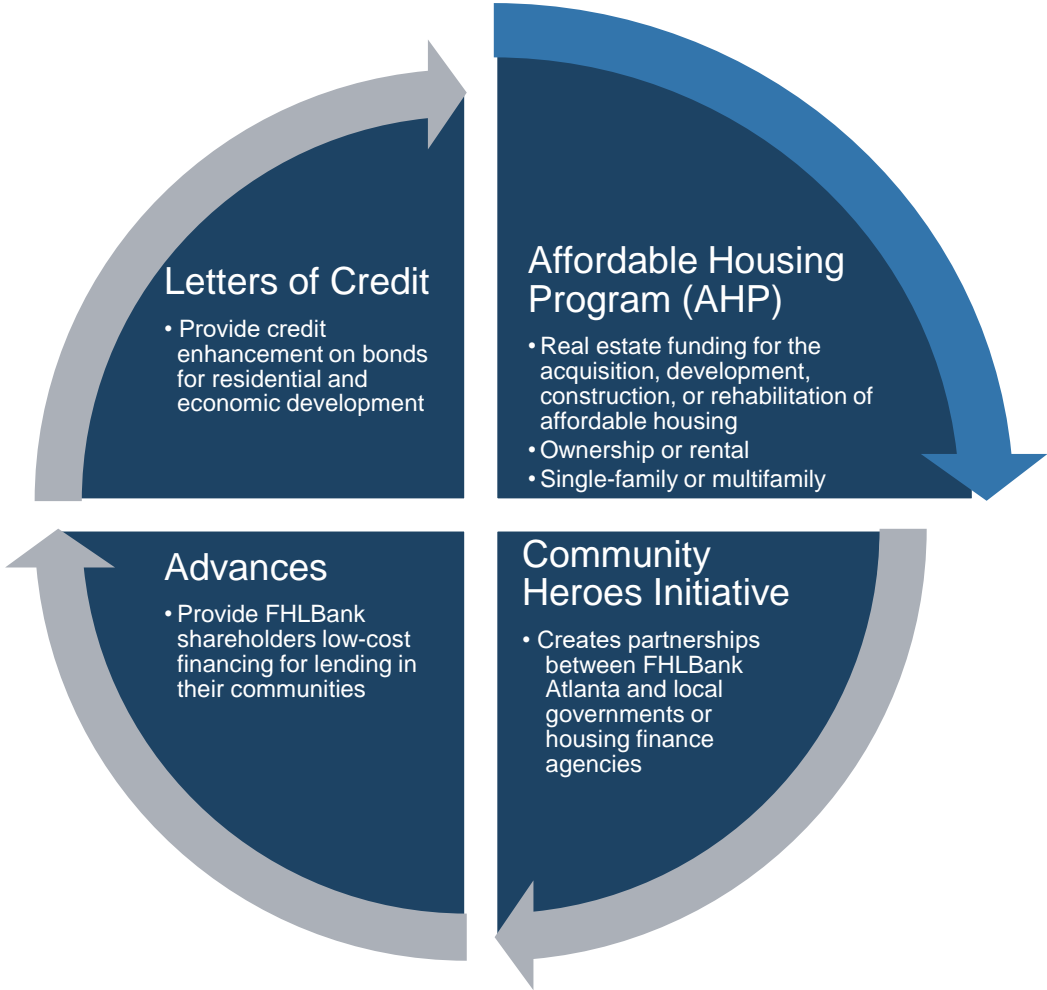 Letters of Credit
• Provide credit
enhancement on bonds
for residential and
economic development
Affordable Housing
Program (AHP)
• Real estate funding for the
acquisition, development,
construction, or rehabilitation of
affordable housing
• Ownership or rental
• Single-family or multifamily
Advances
• Provide FHLBank
shareholders low-cost
financing for lending in
their communities
Community
Heroes Initiative
• Creates partnerships
between FHLBank
Atlanta and local
governments or
housing finance
agencies